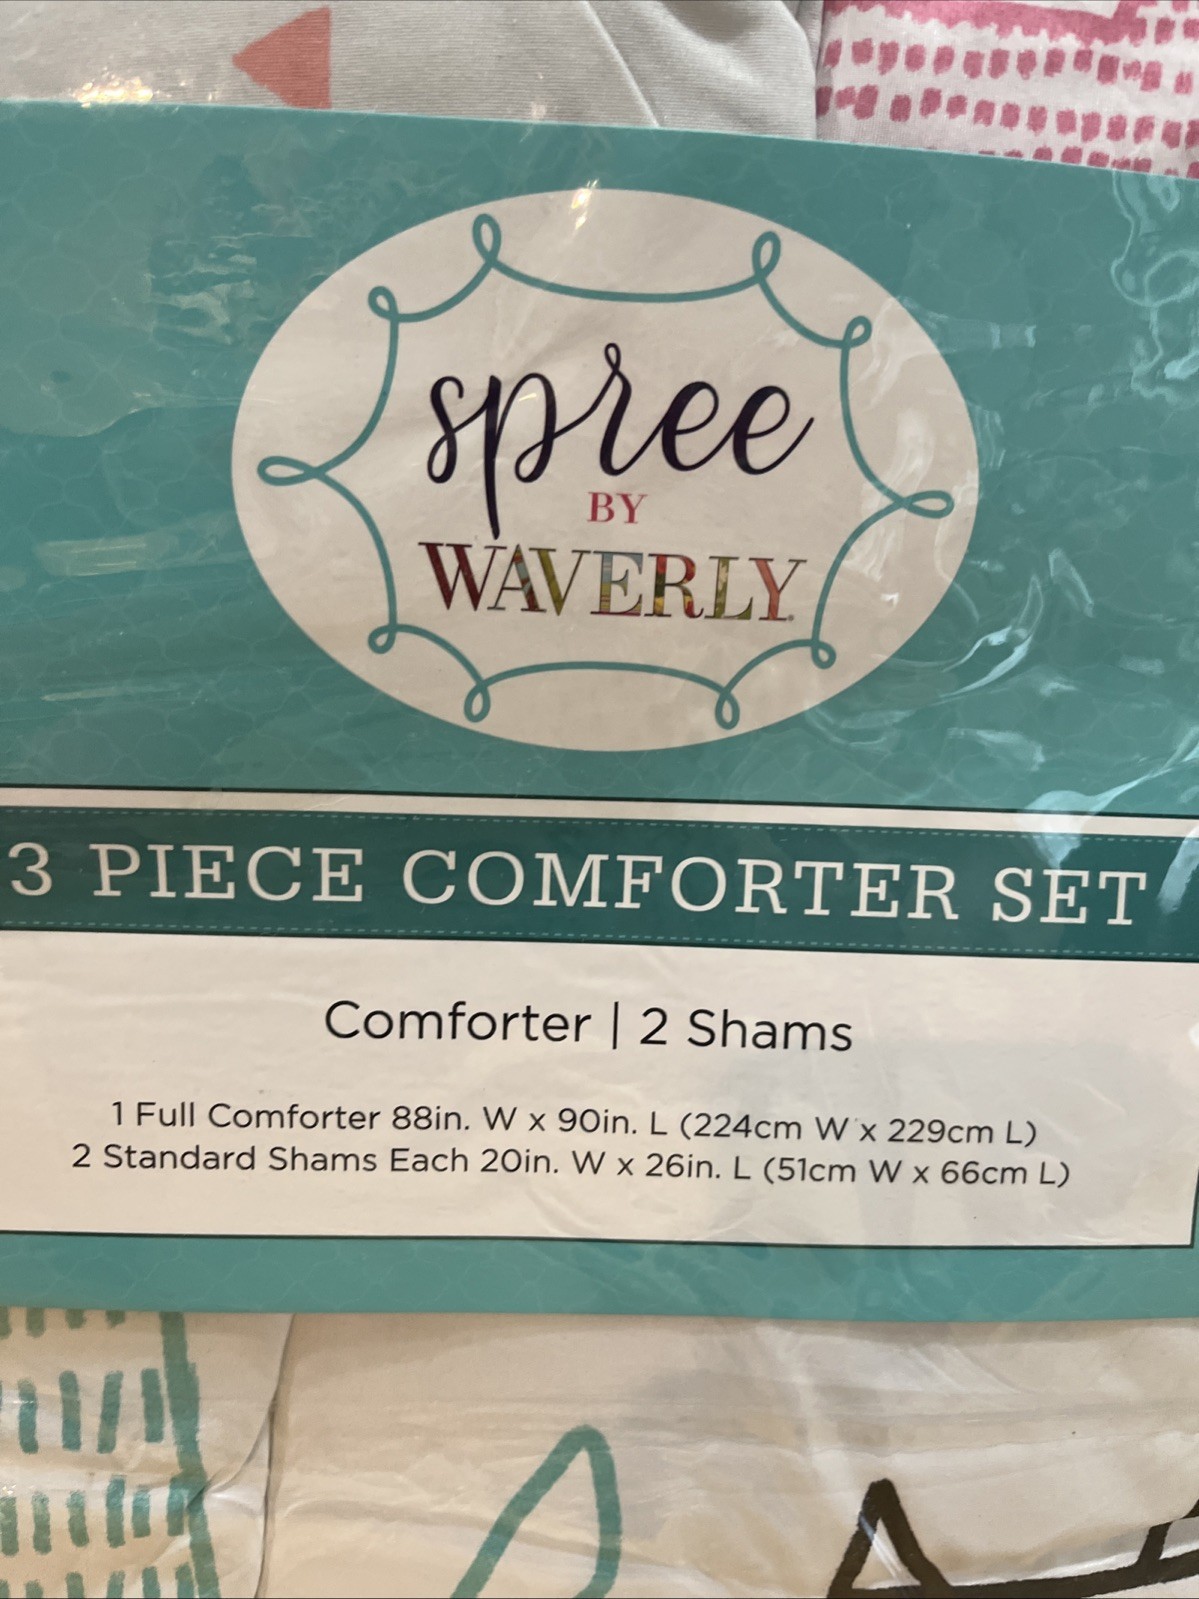 spree
BY
WAVERLY
3 PIECE COMFORTER SET
Comforter | 2 Shams
1 Full Comforter 88in. W x 90in. L (224cm W x 229cm L)
2 Standard Shams Each 20in. W x 26in. L (51cm W x 66cm L)